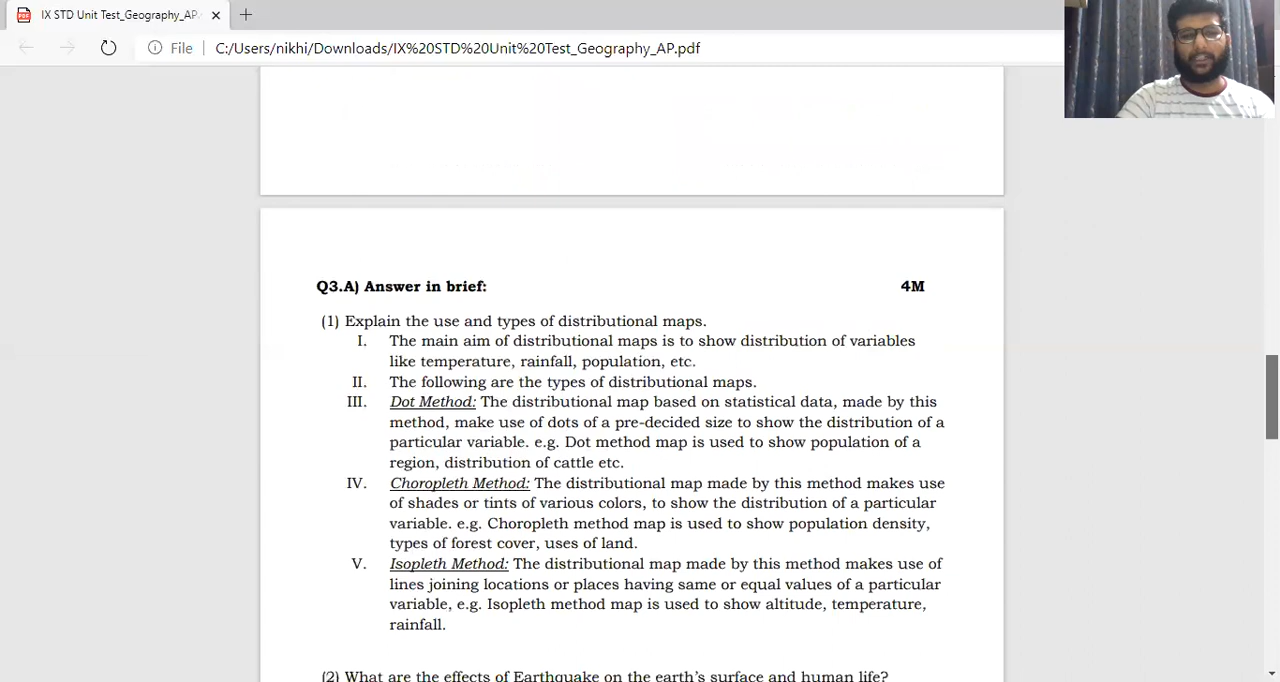 IX STD Unit Test_Geography_AP.
File
C:/Users/nikhi/Downloads/IX%20STD%20Unit%20Test_Geography_AP.pdf
Q3.A) Answer in brief: 4M
(1) Explain the use and types of distributional maps.
I. The main aim of distributional maps is to show distribution of variables
like temperature, rainfall, population, etc.
II. The following are the types of distributional maps.
III. Dot Method: The distributional map based on statistical data, made by this
method, make use of dots of a pre-decided size to show the distribution of a
particular variable. e.g. Dot method map is used to show population of a
region, distribution of cattle etc.
IV. Choropleth Method: The distributional map made by this method makes use
of shades or tints of various colors, to show the distribution of a particular
variable. e.g. Choropleth method map is used to show population density,
types of forest cover, uses of land.
V. Isopleth Method: The distributional map made by this method makes use of
lines joining locations or places having same or equal values of a particular
variable, e.g. Isopleth method map is used to show altitude, temperature,
rainfall.
(2) What are the effects of Earthquake on the earth's surface and human life?